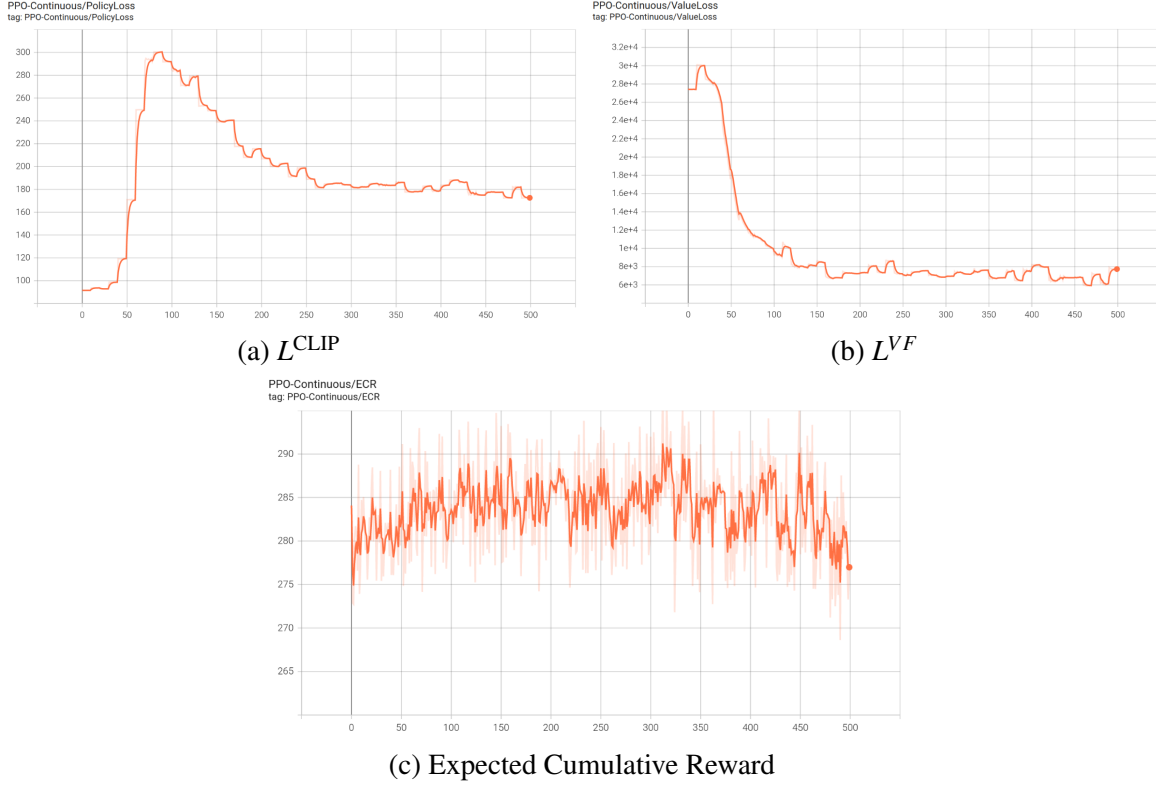 PPO-Continuous/PolicyLoss
tag: PPO-Continuous/PolicyLoss
300
280
260
240
220
200
180
160
140
120
100
0 50 100 150 200 250 300 350 400 450 500
(a) L^CLIP
PPO-Continuous/ValueLoss
tag: PPO-Continuous/ValueLoss
3.2e+4
3e+4
2.8e+4
2.6e+4
2.4e+4
2.2e+4
2e+4
1.8e+4
1.6e+4
1.4e+4
1.2e+4
1e+4
8e+3
6e+3
0 50 100 150 200 250 300 350 400 450 500
(b) L^VF
PPO-Continuous/ECR
tag: PPO-Continuous/ECR
290
285
280
275
270
265
0 50 100 150 200 250 300 350 400 450 500
(c) Expected Cumulative Reward